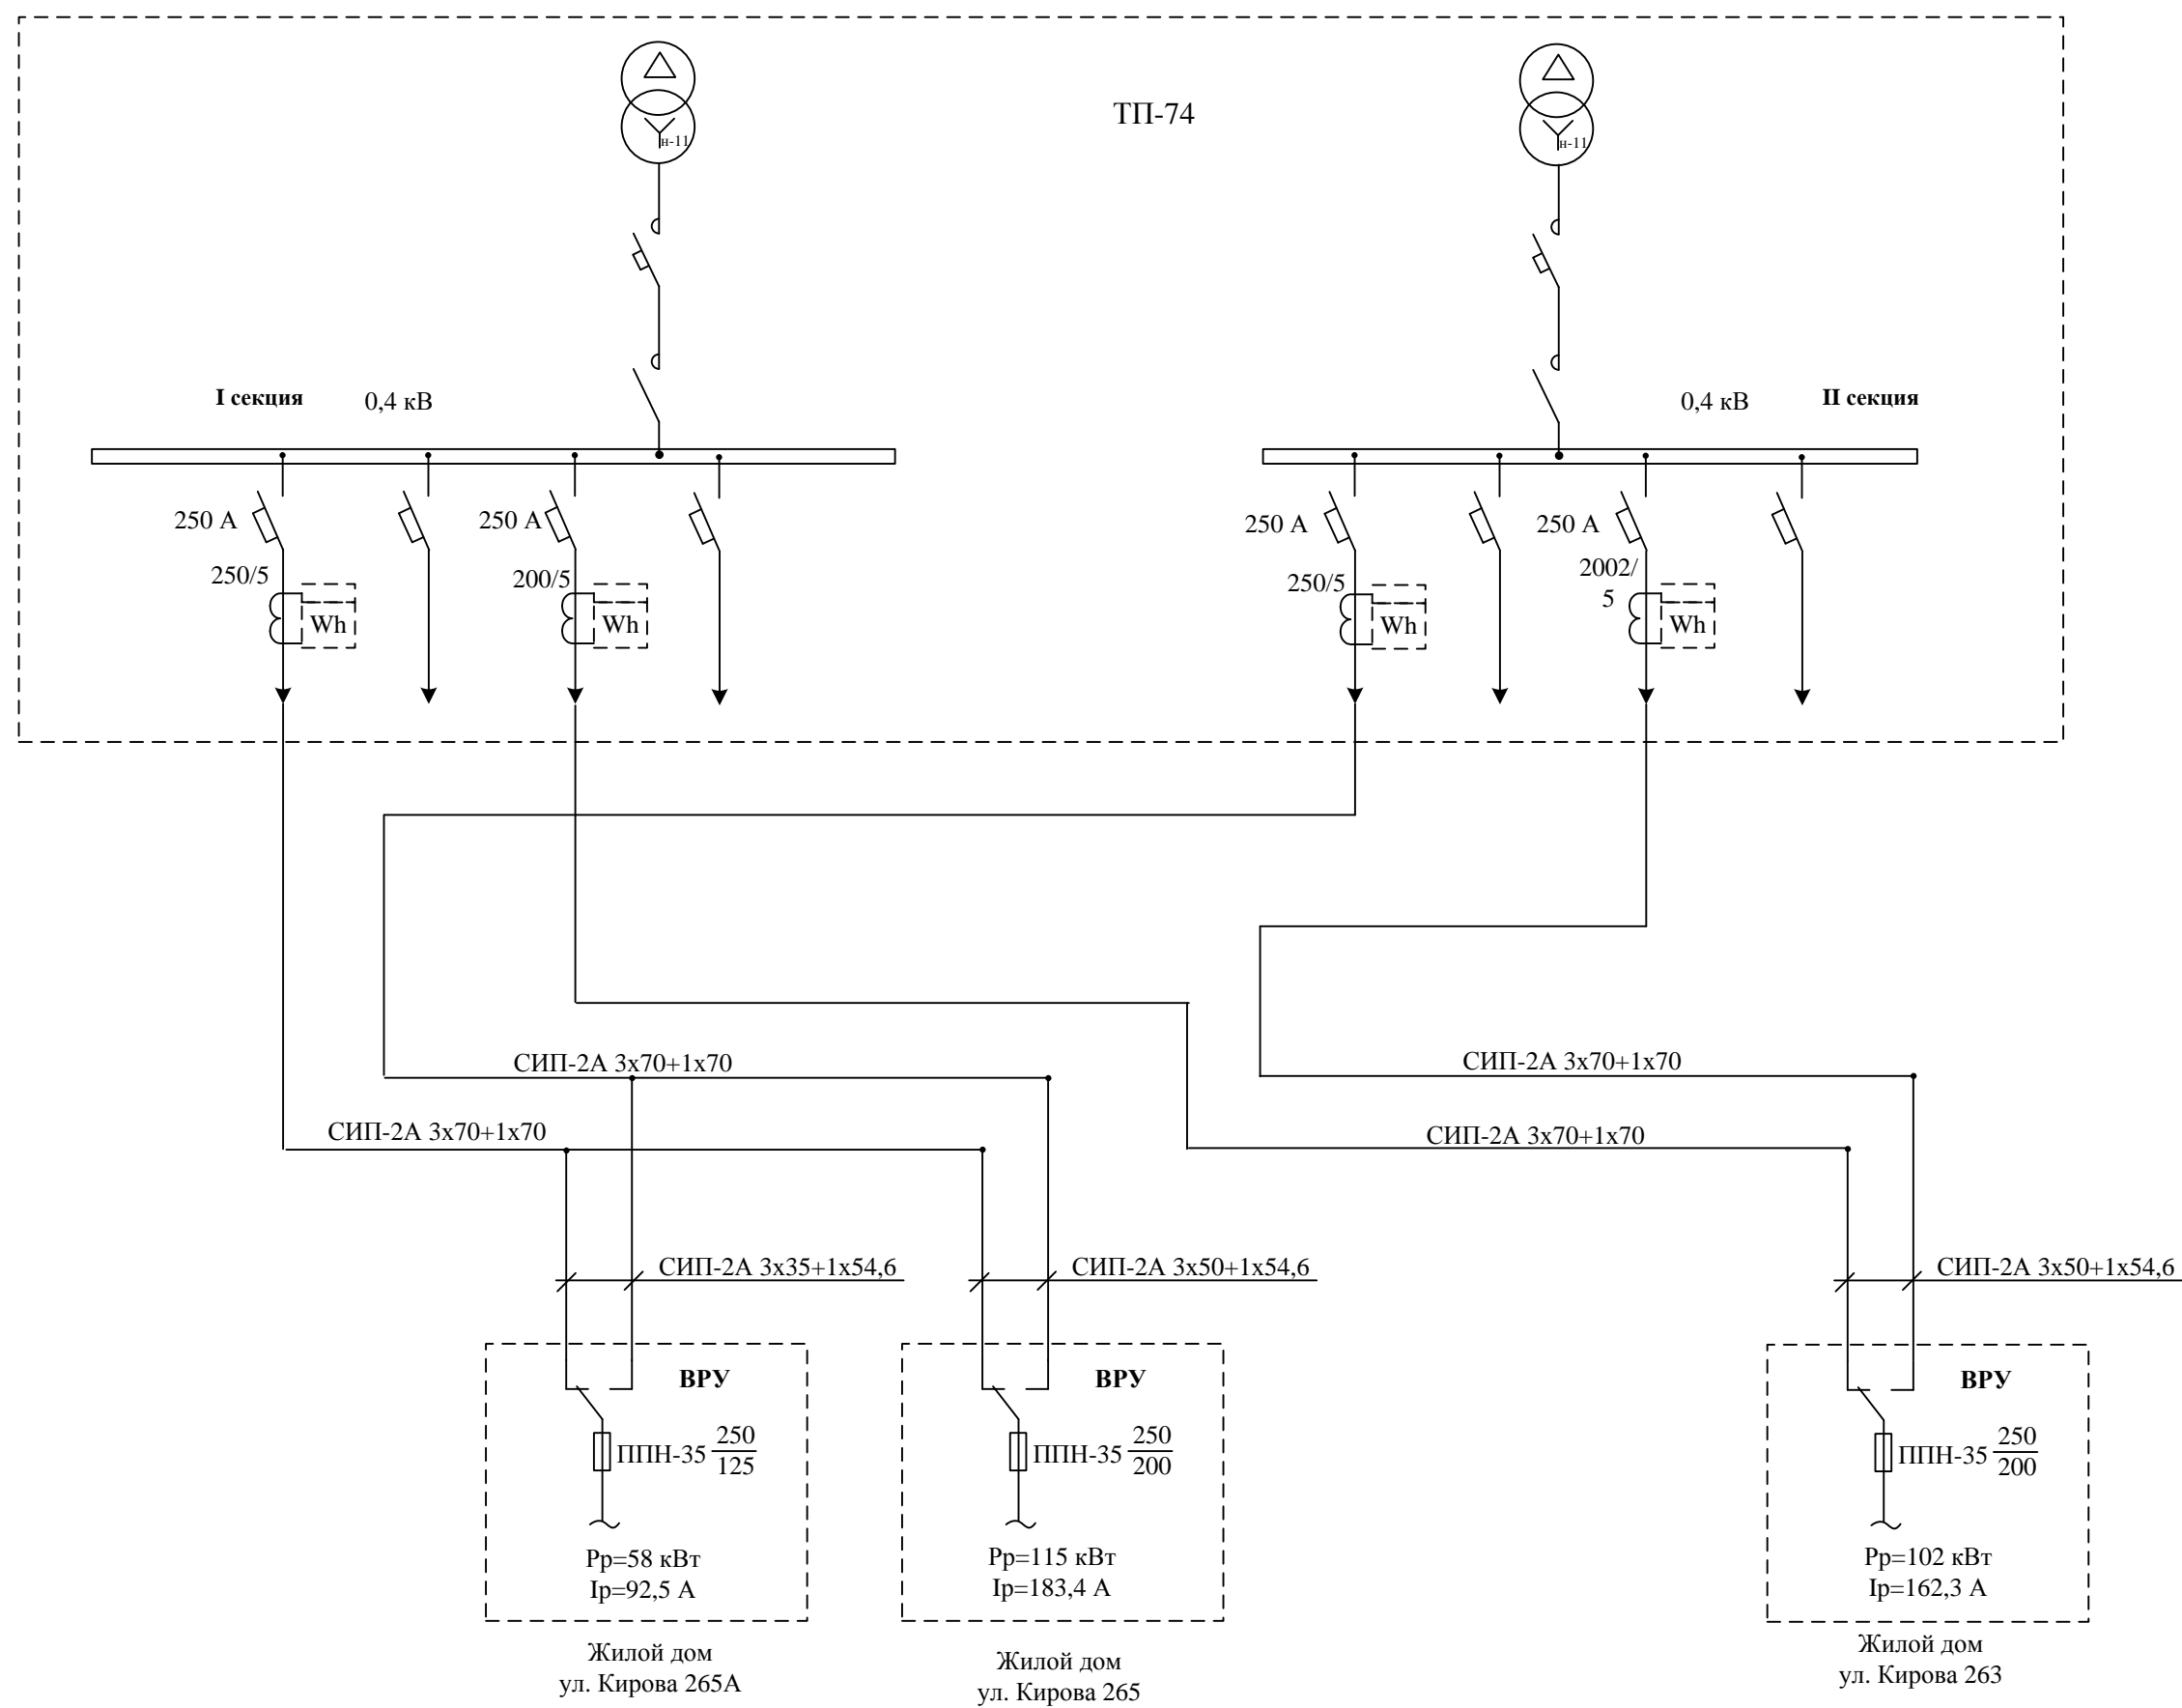 ТП-74
н-11
н-11
I секция
0,4 кВ
0,4 кВ
II секция
250 А
250 А
250 А
250 А
250/5
200/5
250/5
2002/
5
Wh
Wh
Wh
Wh
СИП-2А 3х70+1х70
СИП-2А 3х70+1х70
СИП-2А 3х70+1х70
СИП-2А 3х70+1х70
СИП-2А 3х35+1х54,6
СИП-2А 3х50+1х54,6
СИП-2А 3х50+1х54,6
ВРУ
ППН-35 250
125
Рр=58 кВт
Iр=92,5 А
Жилой дом
ул. Кирова 265А
ВРУ
ППН-35 250
200
Рр=115 кВт
Iр=183,4 А
Жилой дом
ул. Кирова 265
ВРУ
ППН-35 250
200
Рр=102 кВт
Iр=162,3 А
Жилой дом
ул. Кирова 263